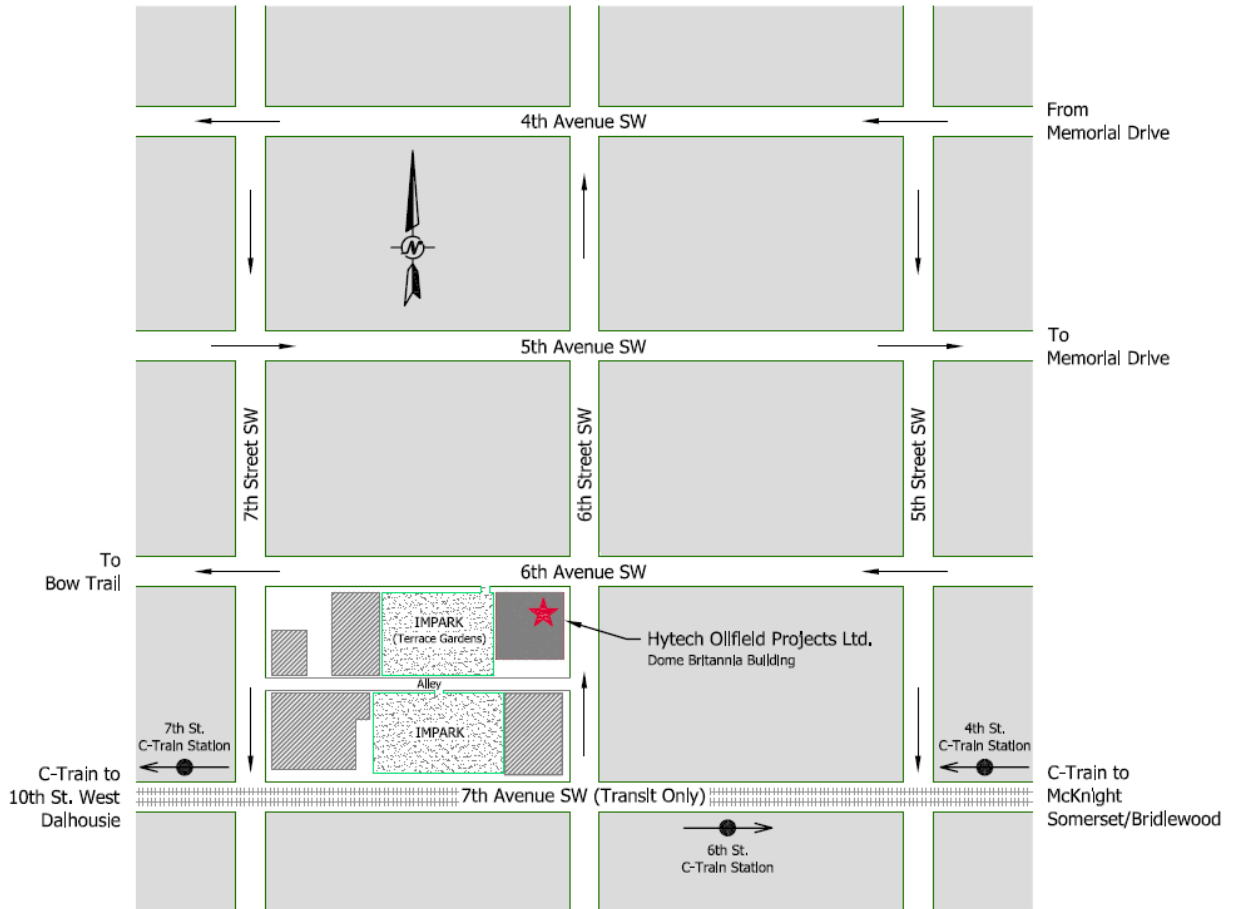 4th Avenue SW
From
Memorial Drive
N
5th Avenue SW
To
Memorial Drive
7th Street SW
6th Street SW
5th Street SW
To
Bow Trail
6th Avenue SW
IMPARK
(Terrace Gardens)
Hytech Oilfield Projects Ltd.
Dome Britannia Building
Alley
IMPARK
7th St.
C-Train Station
4th St.
C-Train Station
C-Train to
10th St. West
Dalhousie
7th Avenue SW (Transit Only)
C-Train to
McKnight
Somerset/Bridlewood
6th St.
C-Train Station